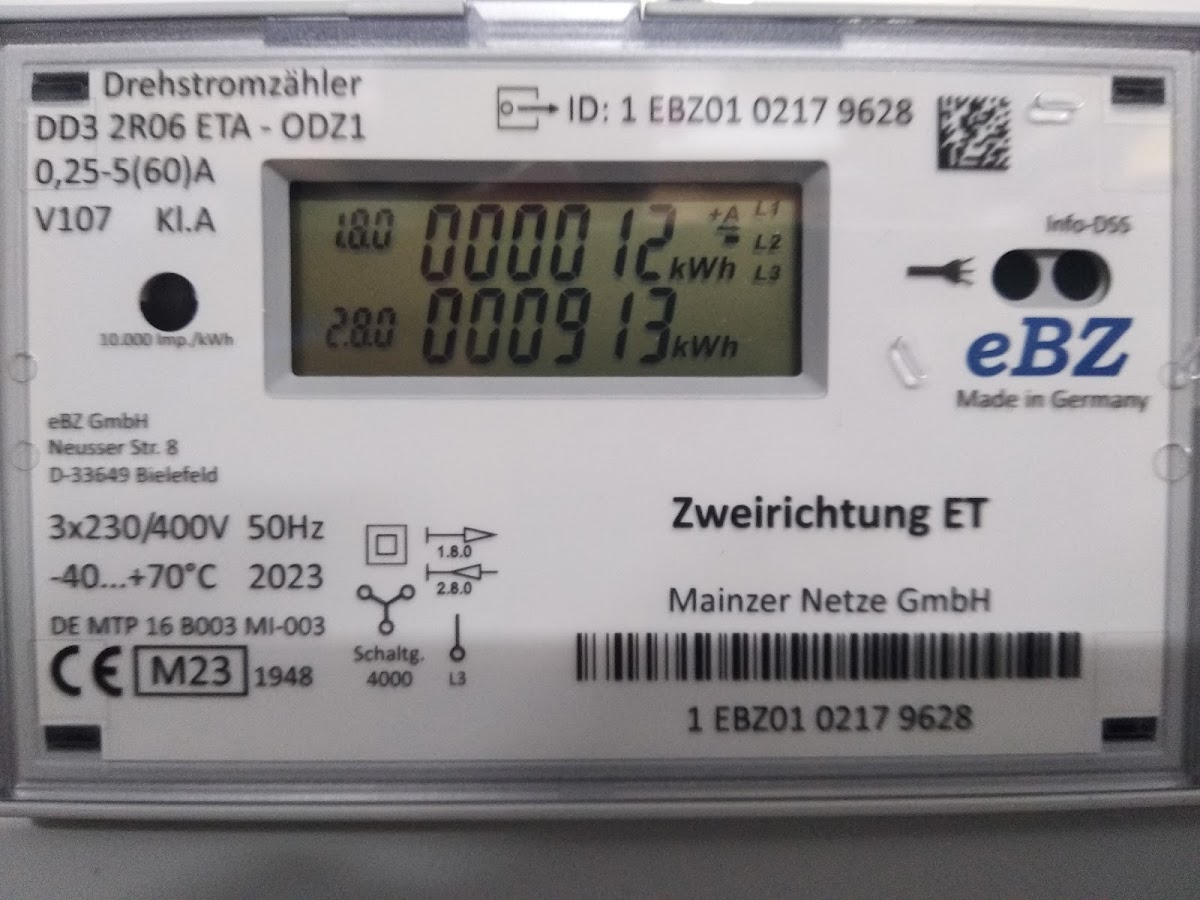 Drehstromzähler
DD3 2R06 ETA - ODZ1
0,25-5(60)A
V107 Kl.A
ID: 1 EBZ01 0217 9628
1.8.0 000012 kWh +A L1 L2 L3
2.8.0 000913 kWh
10.000 Imp./kWh
Info-DSS
eBZ
Made in Germany
eBZ GmbH
Neusser Str. 8
D-33649 Bielefeld
3x230/400V 50Hz
-40...+70°C 2023
DE MTP 16 B003 MI-003
CE M23 1948
1.8.0
2.8.0
Schaltg.
4000
L3
Zweirichtung ET
Mainzer Netze GmbH
1 EBZ01 0217 9628